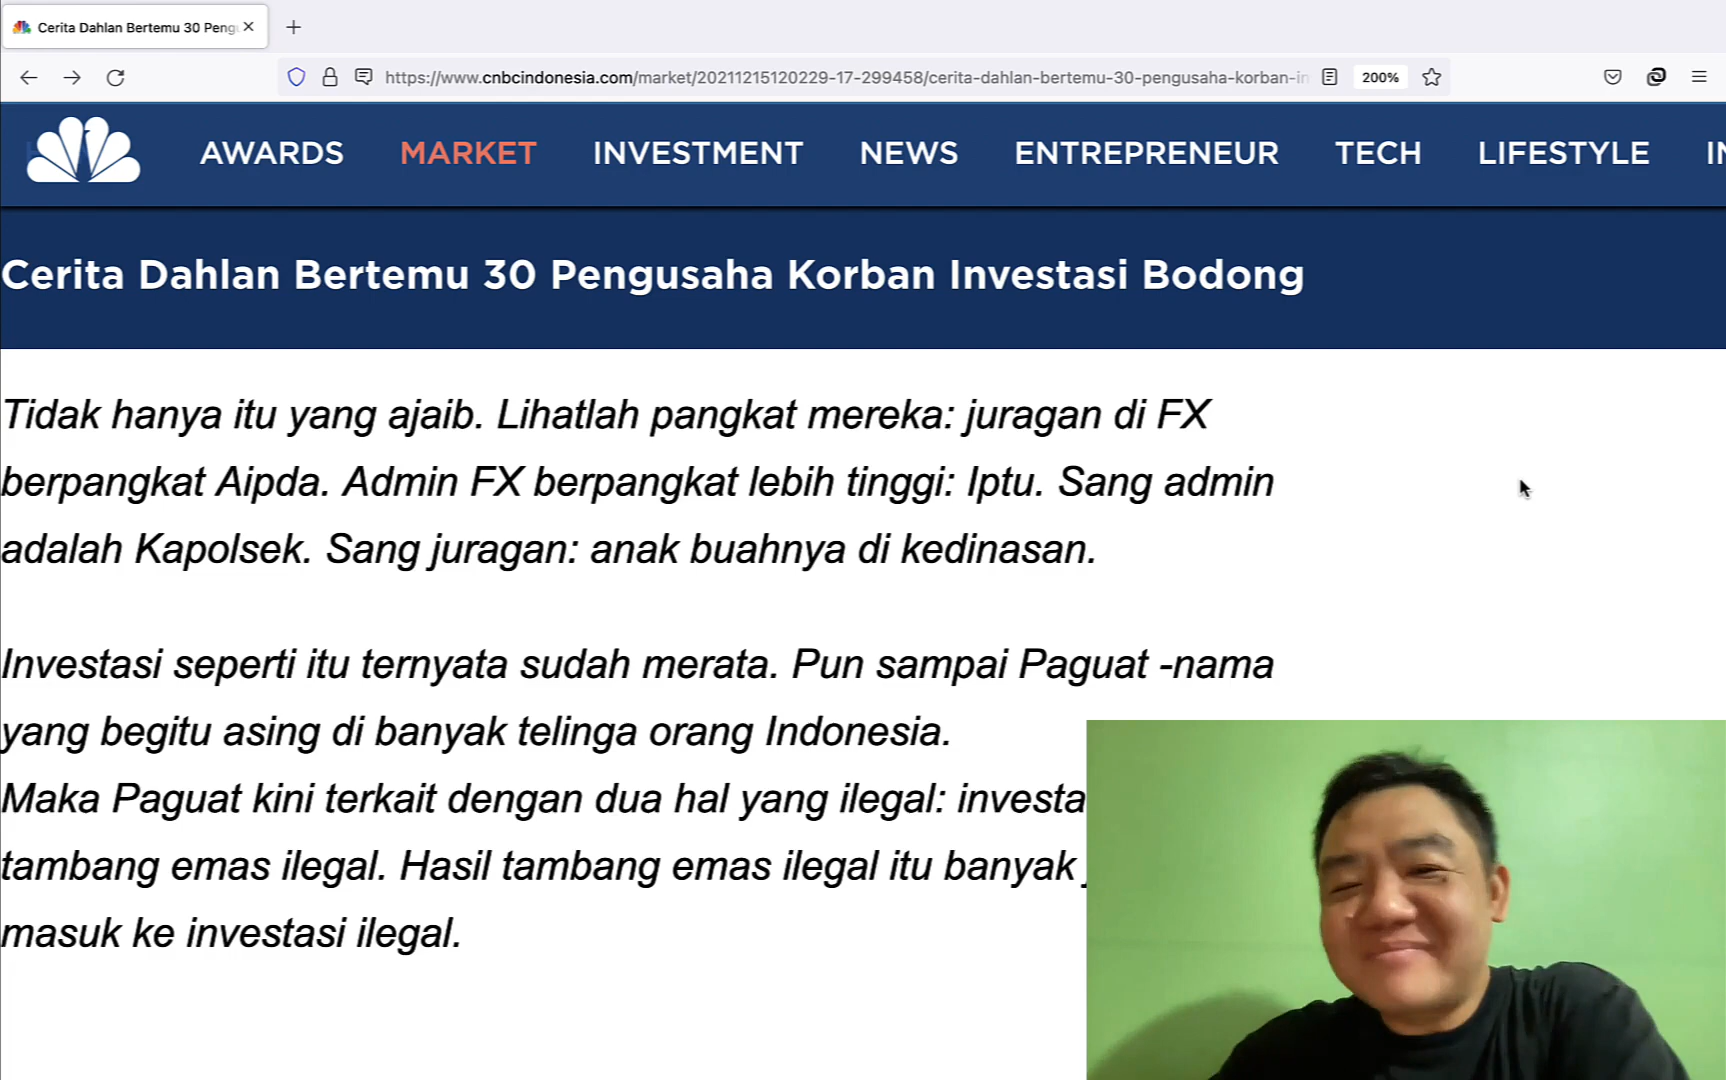 Cerita Dahlan Bertemu 30 Peng
https://www.cnbcindonesia.com/market/20211215120229-17-299458/cerita-dahlan-bertemu-30-pengusaha-korban-in
200%
AWARDS MARKET INVESTMENT NEWS ENTREPRENEUR TECH LIFESTYLE
Cerita Dahlan Bertemu 30 Pengusaha Korban Investasi Bodong
Tidak hanya itu yang ajaib. Lihatlah pangkat mereka: juragan di FX
berpangkat Aipda. Admin FX berpangkat lebih tinggi: Iptu. Sang admin
adalah Kapolsek. Sang juragan: anak buahnya di kedinasan.
Investasi seperti itu ternyata sudah merata. Pun sampai Paguat -nama
yang begitu asing di banyak telinga orang Indonesia.
Maka Paguat kini terkait dengan dua hal yang ilegal: investa
tambang emas ilegal. Hasil tambang emas ilegal itu banyak
masuk ke investasi ilegal.